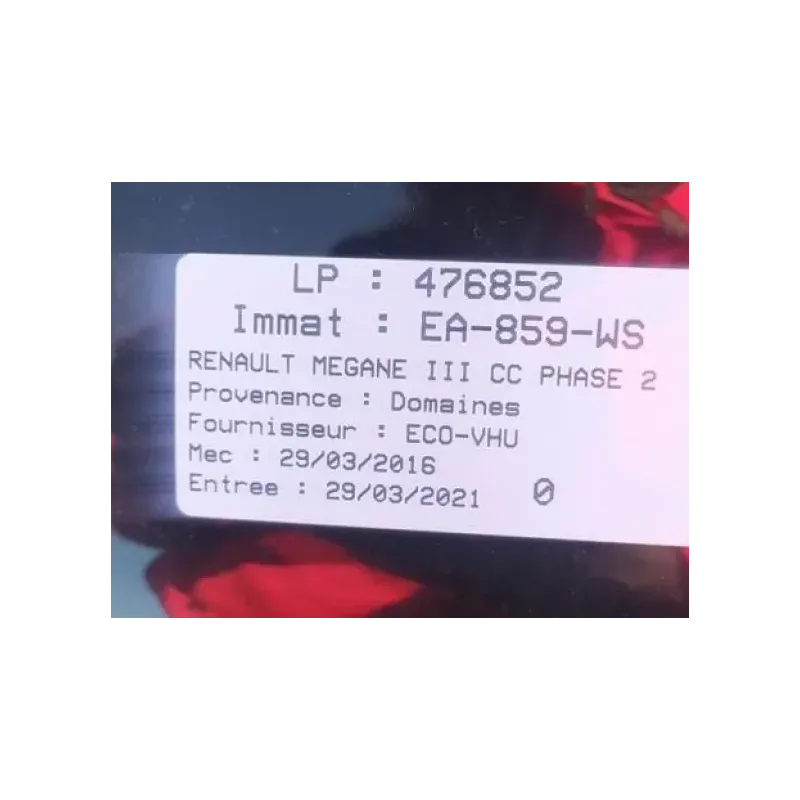 LP : 476852
Immat : EA-859-WS
RENAULT MEGANE III CC PHASE 2
Provenance : Domaines
Fournisseur : ECO-VHU
Mec : 29/03/2016
Entree : 29/03/2021 0